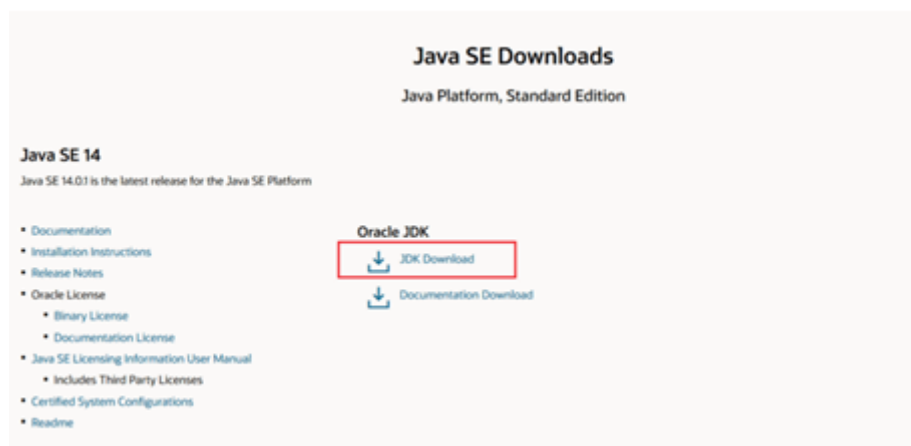 Java SE Downloads
Java Platform, Standard Edition
Java SE 14
Java SE 14.0.1 is the latest release for the Java SE Platform
• Documentation
• Installation Instructions
• Release Notes
• Oracle License
• Binary License
• Documentation License
• Java SE Licensing Information User Manual
• Includes Third Party Licenses
• Certified System Configurations
• Readme
Oracle JDK
JDK Download
Documentation Download